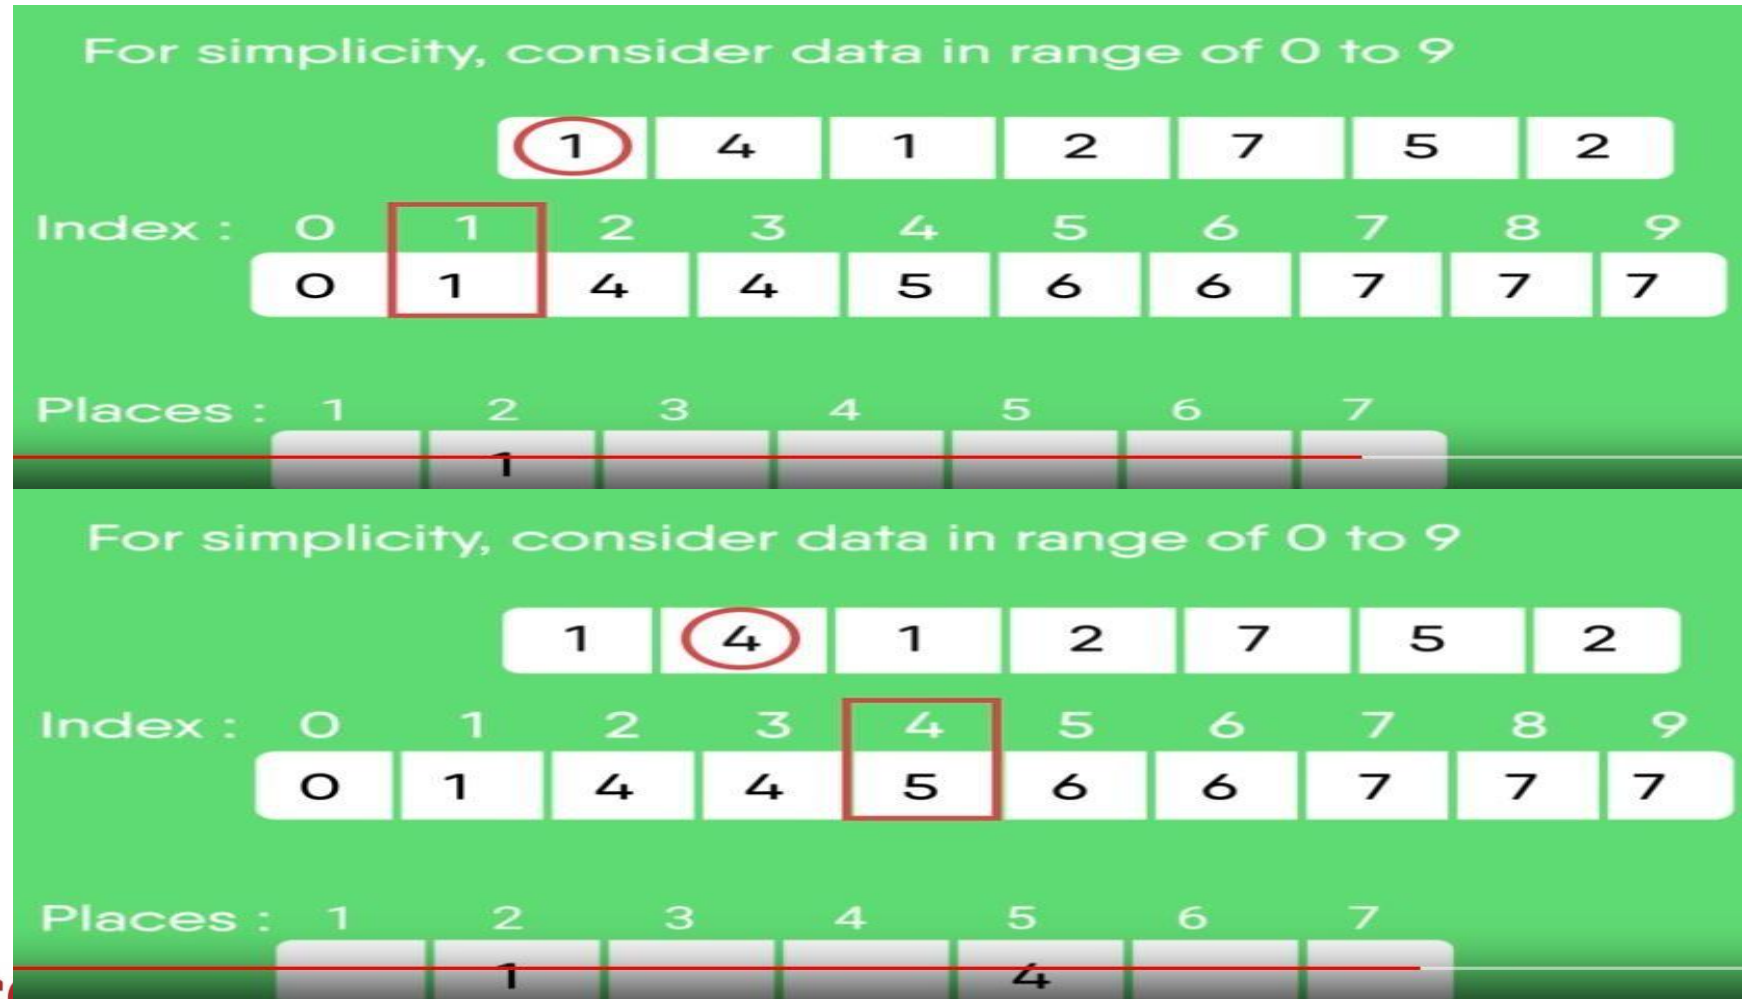 For simplicity, consider data in range of 0 to 9
1 4 1 2 7 5 2
Index : 0 1 2 3 4 5 6 7 8 9
0 1 4 4 5 6 6 7 7 7
Places : 1 2 3 4 5 6 7
1
For simplicity, consider data in range of 0 to 9
1 4 1 2 7 5 2
Index : 0 1 2 3 4 5 6 7 8 9
0 1 4 4 5 6 6 7 7 7
Places : 1 2 3 4 5 6 7
1 4